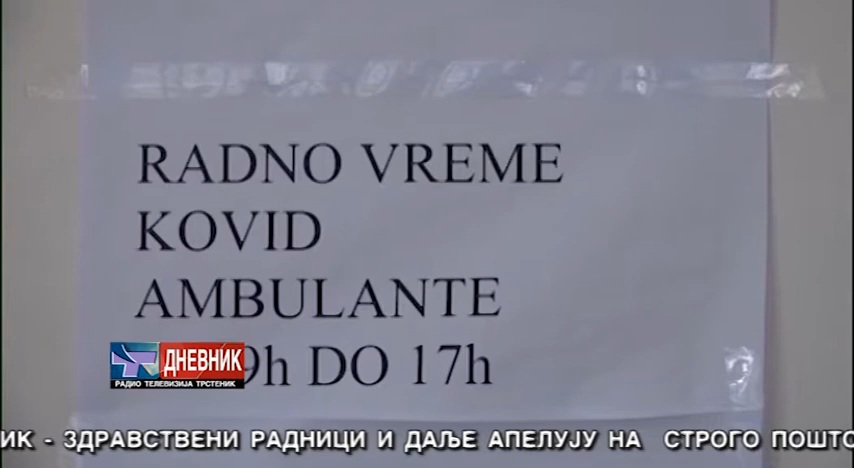 RADNO VREME
KOVID
AMBULANTE
9h DO 17h
ДНЕВНИК
РАДИО ТЕЛЕВИЗИЈА ТРСТЕНИК
- ЗДРАВСТВЕНИ РАДНИЦИ И ДАЉЕ АПЕЛУЈУ НА СТРОГО